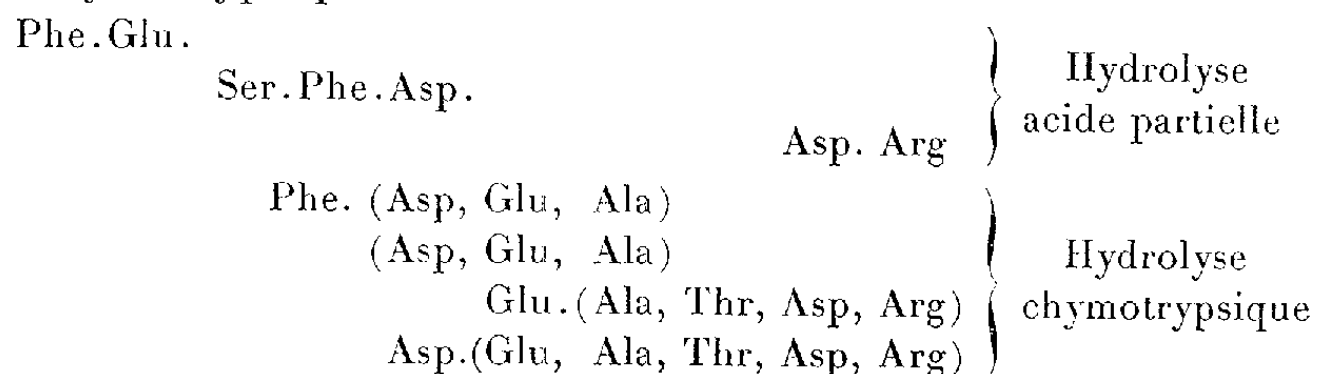 Phe.Glu.
Ser.Phe.Asp.
Asp. Arg
Hydrolyse
acide partielle
Phe. (Asp, Glu, Ala)
(Asp, Glu, Ala)
Glu.(Ala, Thr, Asp, Arg)
Asp.(Glu, Ala, Thr, Asp, Arg)
Hydrolyse
chymotrypsique